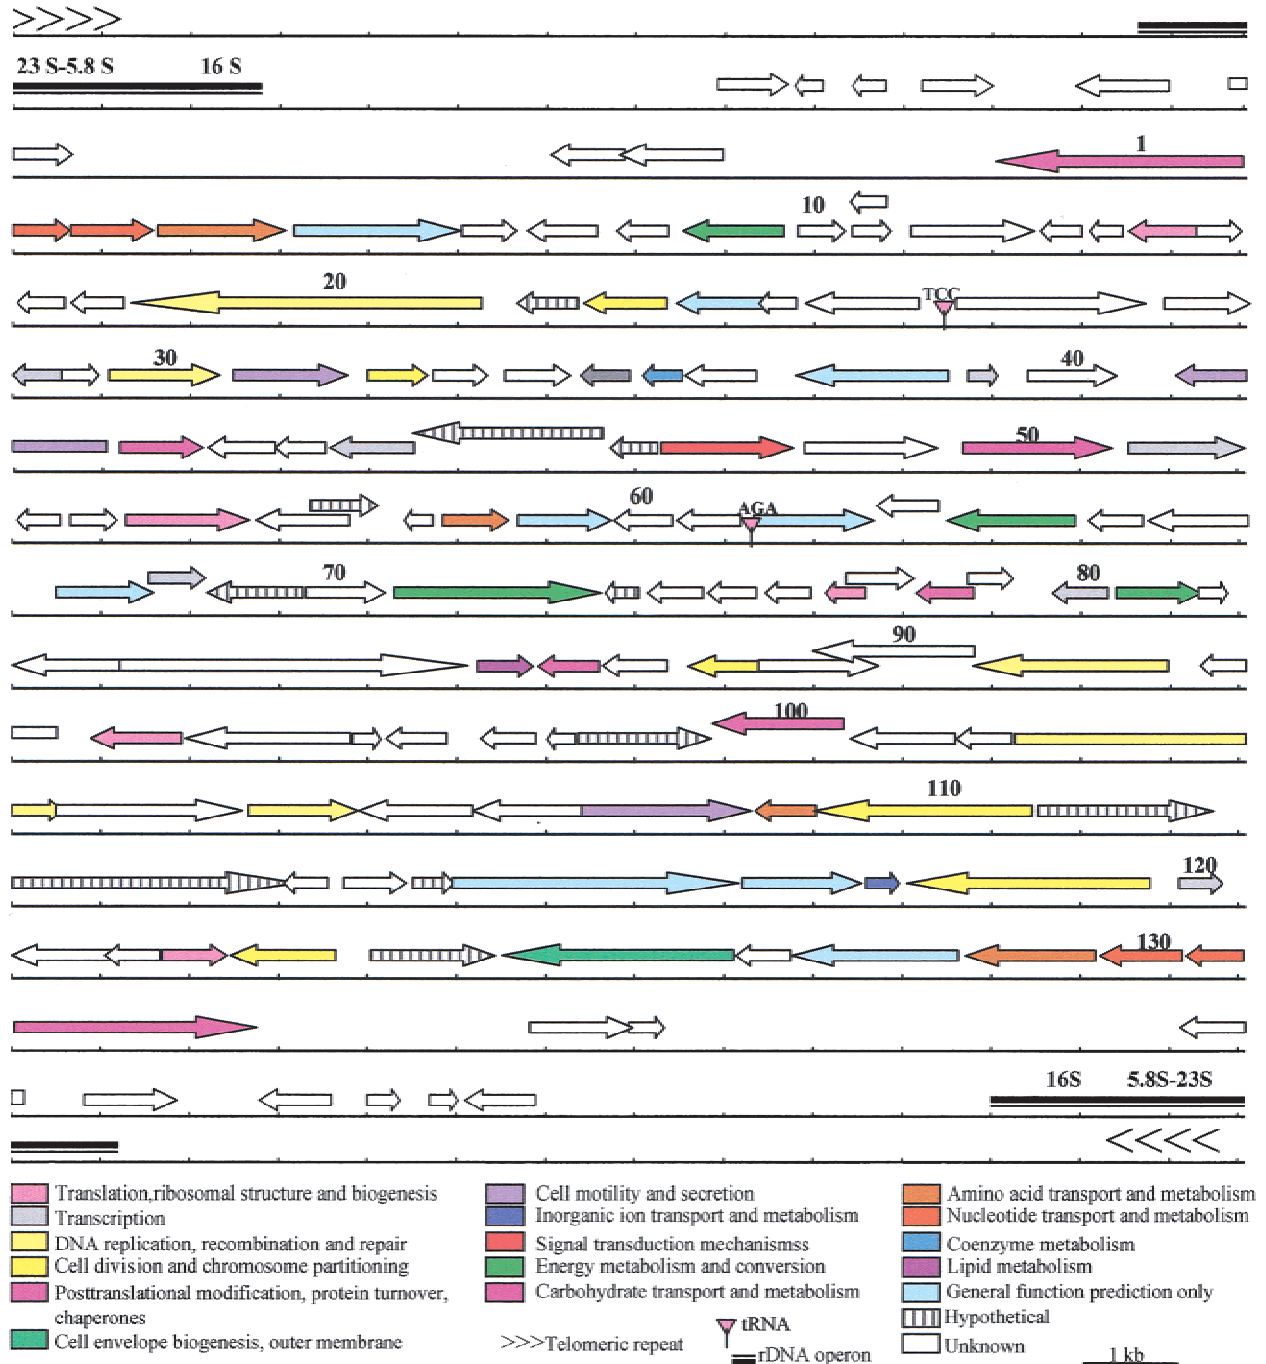 23 S-5.8 S 16 S
1
10
20
TCC
30 40
50
60
AGA
70 80
90
100
110
120
130
16S 5.8S-23S
Translation,ribosomal structure and biogenesis
Transcription
DNA replication, recombination and repair
Cell division and chromosome partitioning
Posttranslational modification, protein turnover,
chaperones
Cell envelope biogenesis, outer membrane
Cell motility and secretion
Inorganic ion transport and metabolism
Signal transduction mechanismss
Energy metabolism and conversion
Carbohydrate transport and metabolism
>>>Telomeric repeat
tRNA
rDNA operon
Amino acid transport and metabolism
Nucleotide transport and metabolism
Coenzyme metabolism
Lipid metabolism
General function prediction only
Hypothetical
Unknown
1 kb